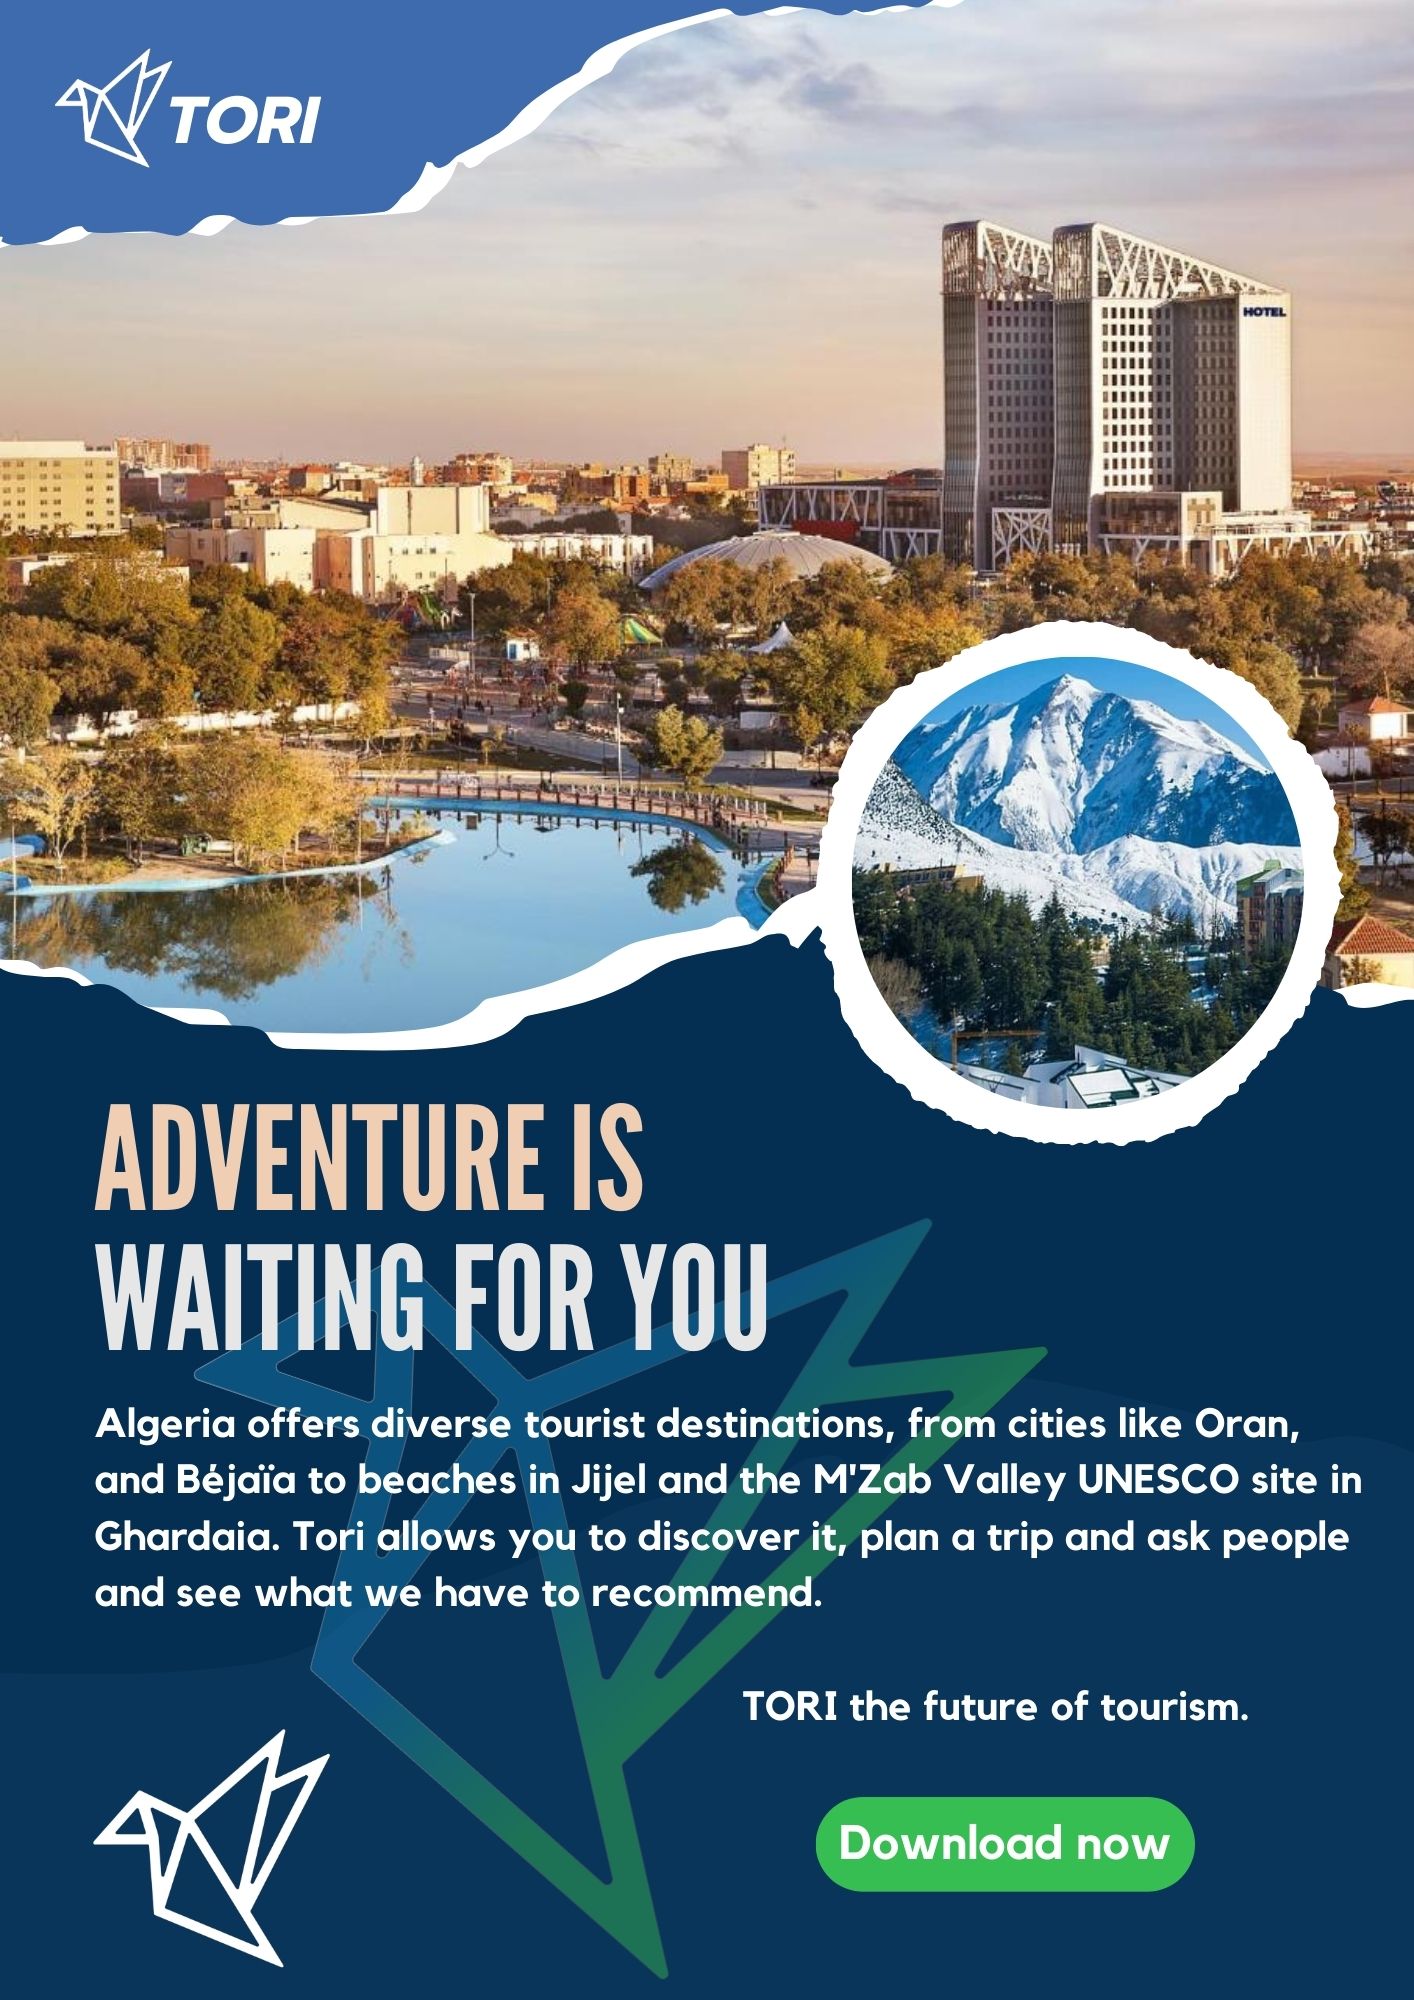 TORI
HOTEL
ADVENTURE IS
WAITING FOR YOU
Algeria offers diverse tourist destinations, from cities like Oran,
and Béjaïa to beaches in Jijel and the M'Zab Valley UNESCO site in
Ghardaia. Tori allows you to discover it, plan a trip and ask people
and see what we have to recommend.
TORI the future of tourism.
Download now